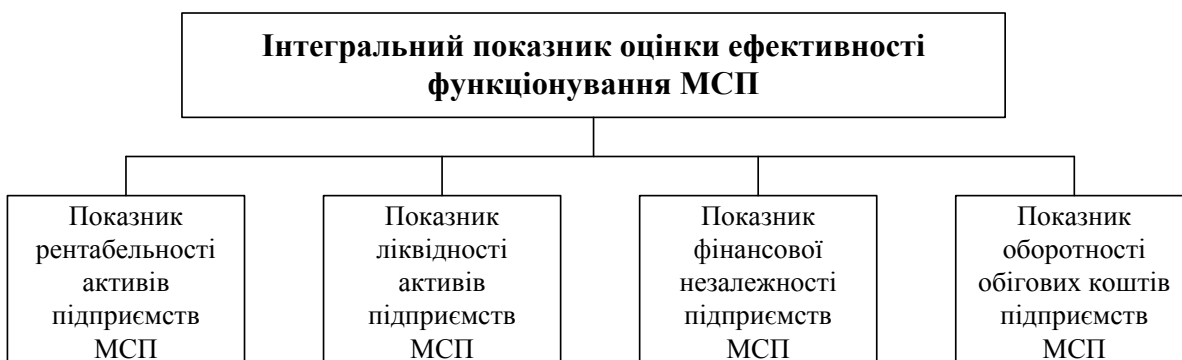 Інтегральний показник оцінки ефективності
функціонування МСП
Показник
рентабельності
активів
підприємств
МСП
Показник
ліквідності
активів
підприємств
МСП
Показник
фінансової
незалежності
підприємств
МСП
Показник
оборотності
обігових коштів
підприємств
МСП